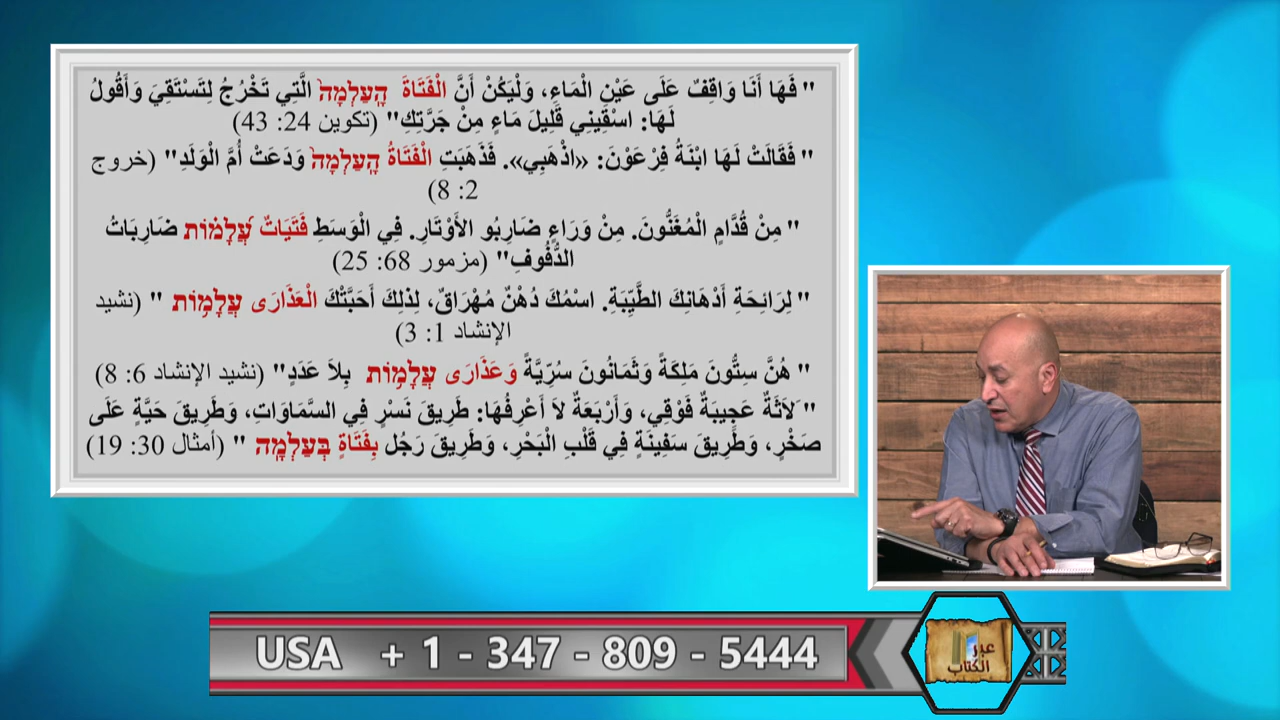 " فَهَا أَنَا وَاقِفٌ عَلَى عَيْنِ الْمَاءِ، وَلْيَكُنْ أَنَّ الْفَتَاةَ הָֽעַלְמָה֙ الَّتِي تَخْرُجُ لِتَسْتَقِيَ وَأَقُولُ
لَهَا: اسْقِينِي قَلِيلَ مَاءٍ مِنْ جَرَّتِكِ" (تكوين 24: 43)
" فَقَالَتْ لَهَا ابْنَةُ فِرْعَوْنَ: «اذْهَبِي». فَذَهَبَتِ الْفَتَاةُ הָֽעַלְמָה֙ وَدَعَتْ أُمَّ الْوَلَدِ" (خروج
2: 8)
" مِنْ قُدَّامٍ الْمُغَنُّونَ. مِنْ وَرَاءٍ ضَارِبُو الأَوْتَارِ. فِي الْوَسَطِ فَتَيَاتٌ עֲ֝לָמ֗וֹת ضَارِبَاتُ
الدُّفُوفِ" (مزمور 68: 25)
" لِرَائِحَةِ أَدْهَانِكَ الطَّيِّبَةِ. اسْمُكَ دُهْنٌ مُهْرَاقٌ، لِذلِكَ أَحَبَّتْكَ الْعَذَارَى עֲלָמ֥וֹת " (نشيد
الإنشاد 1: 3)
" هُنَّ سِتُّونَ مَلِكَةً وَثَمَانُونَ سُرِّيَّةً وَعَذَارَى עֲלָמ֖וֹת بِلاَ عَدَدٍ" (نشيد الإنشاد 6: 8)
" َلاَثَةٌ عَجِيبَةٌ فَوْقِي، وَأَرْبَعَةٌ لاَ أَعْرِفُهَا: طَرِيقَ نَسْرٍ فِي السَّمَاوَاتِ، وَطَرِيقَ حَيَّةٍ عَلَى
صَخْرٍ، وَطَرِيقَ سَفِينَةٍ فِي قَلْبِ الْبَحْرِ، وَطَرِيقَ رَجُل بِفَتَاةٍ בְּעַלְמָֽה " (أمثال 30: 19)
USA + 1 - 347 - 809 - 5444
عبر
الكتاب